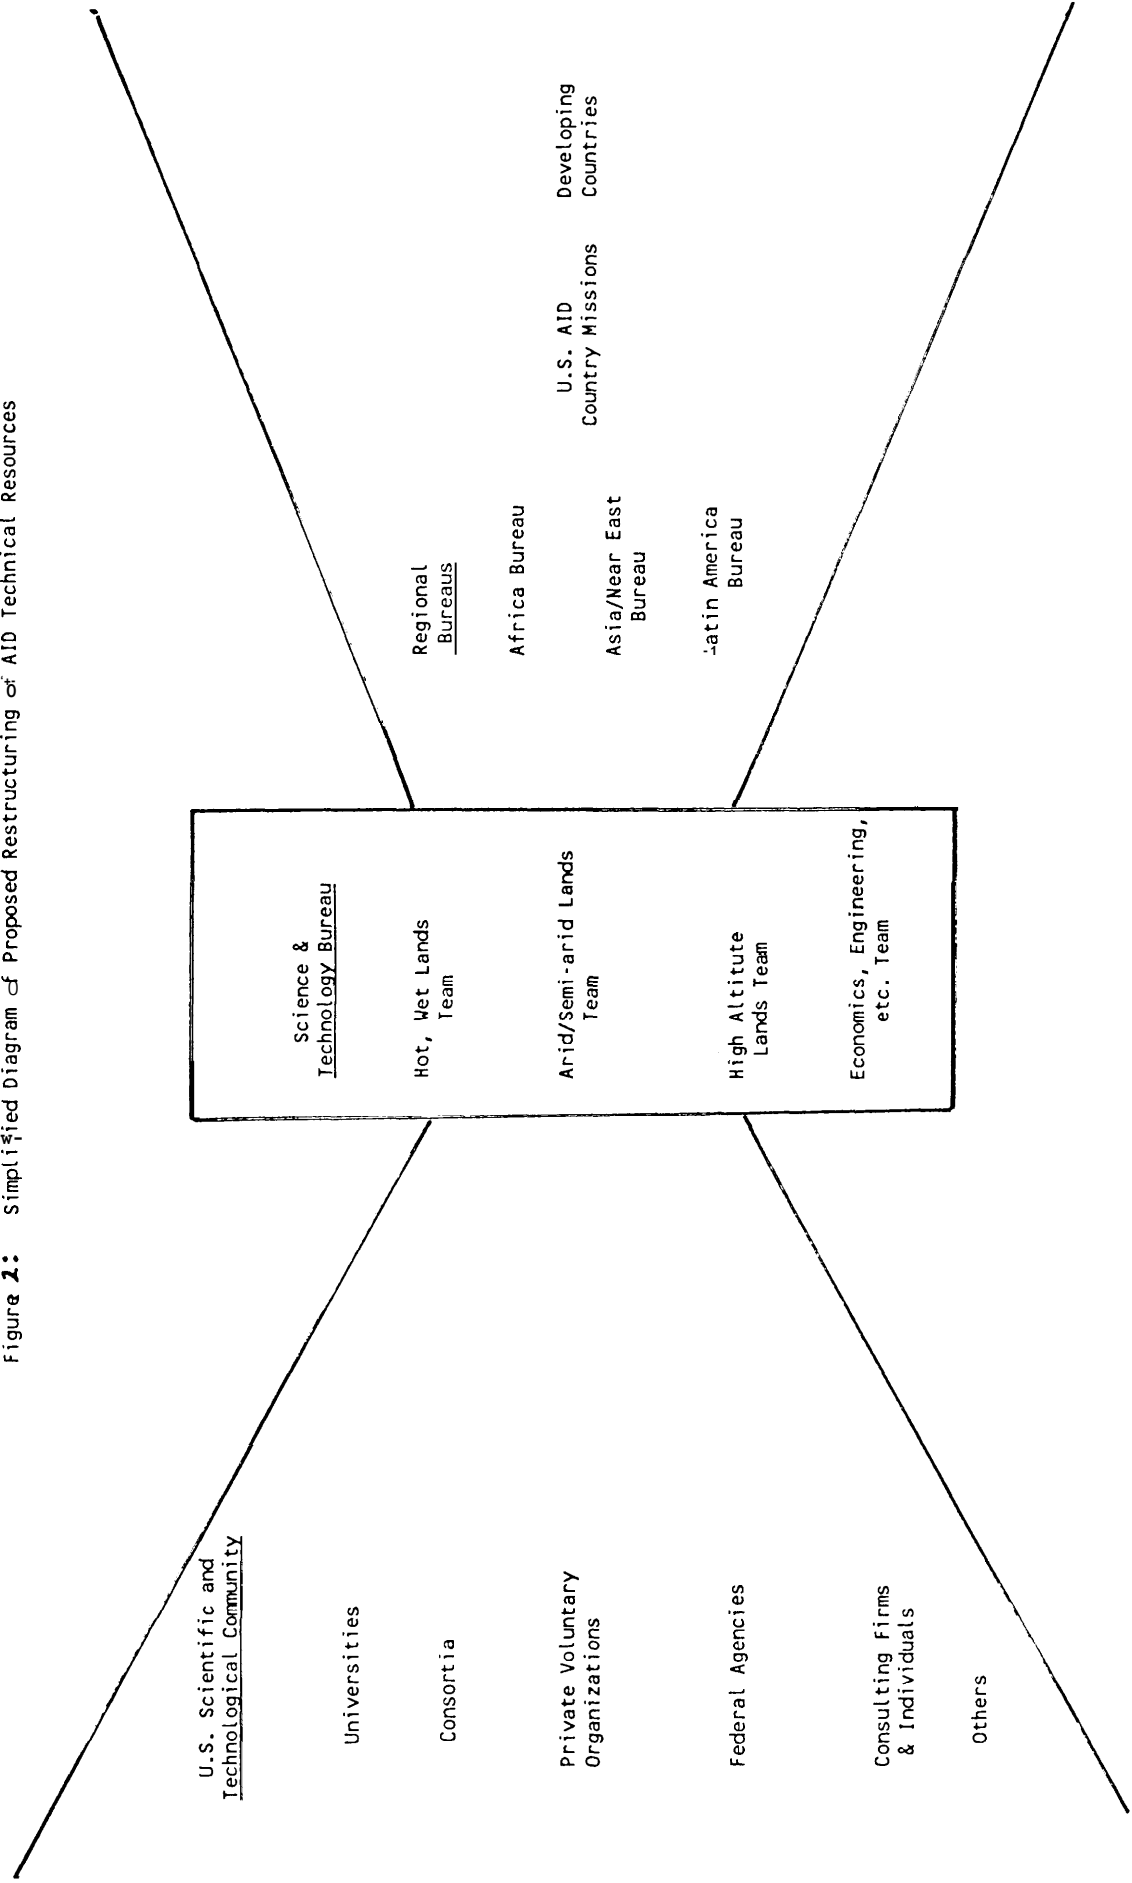 Figure 2: Simplified Diagram of Proposed Restructuring of AID Technical Resources
U.S. Scientific and
Technological Community
Universities
Consortia
Private Voluntary
Organizations
Federal Agencies
Consulting Firms
& Individuals
Others
Science &
Technology Bureau
Hot, Wet Lands
Team
Arid/Semi-arid Lands
Team
High Altitute
Lands Team
Economics, Engineering,
etc. Team
Regional
Bureaus
Africa Bureau
Asia/Near East
Bureau
Latin America
Bureau
U.S. AID
Country Missions
Developing
Countries